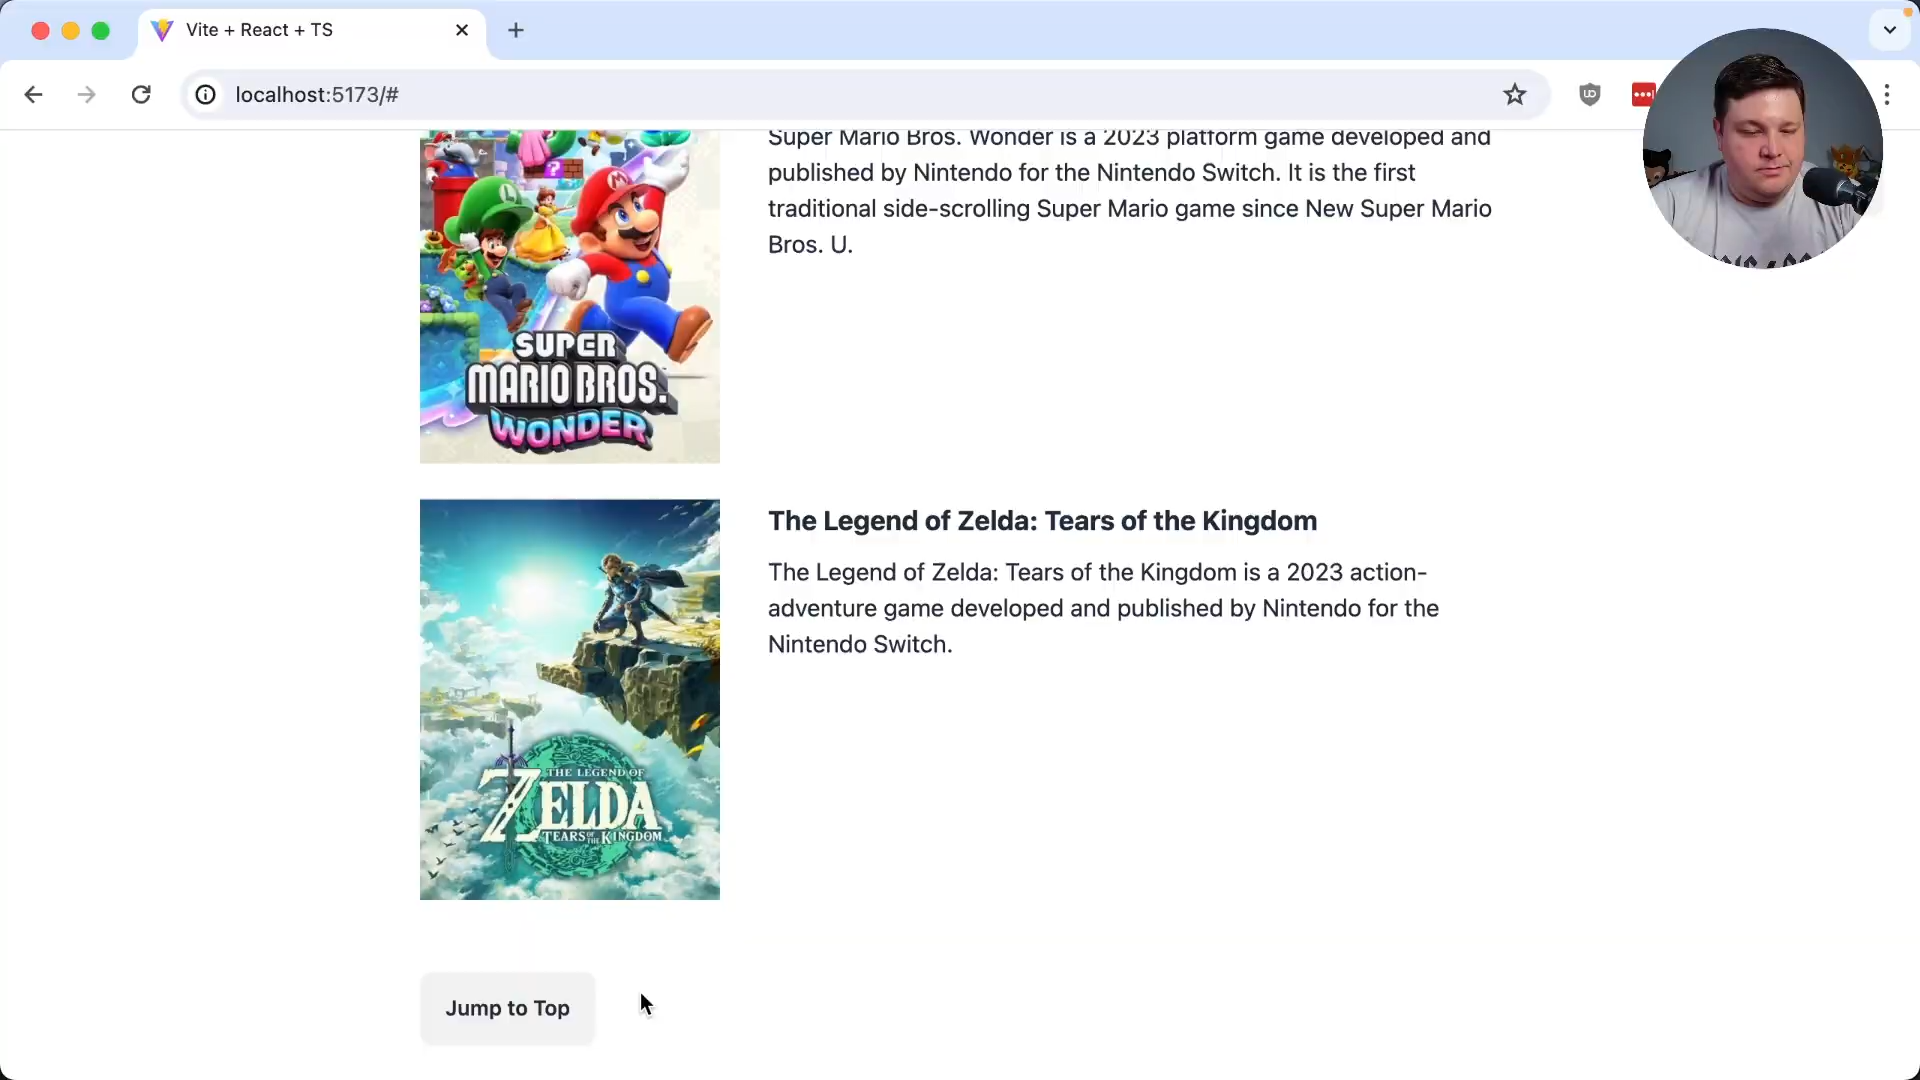 Vite + React + TS
localhost:5173/#
Super Mario Bros. Wonder is a 2023 platform game developed and
published by Nintendo for the Nintendo Switch. It is the first
traditional side-scrolling Super Mario game since New Super Mario
Bros. U.
SUPER
MARIO BROS.
WONDER
The Legend of Zelda: Tears of the Kingdom
The Legend of Zelda: Tears of the Kingdom is a 2023 action-
adventure game developed and published by Nintendo for the
Nintendo Switch.
THE LEGEND OF
ZELDA
TEARS OF THE KINGDOM
Jump to Top